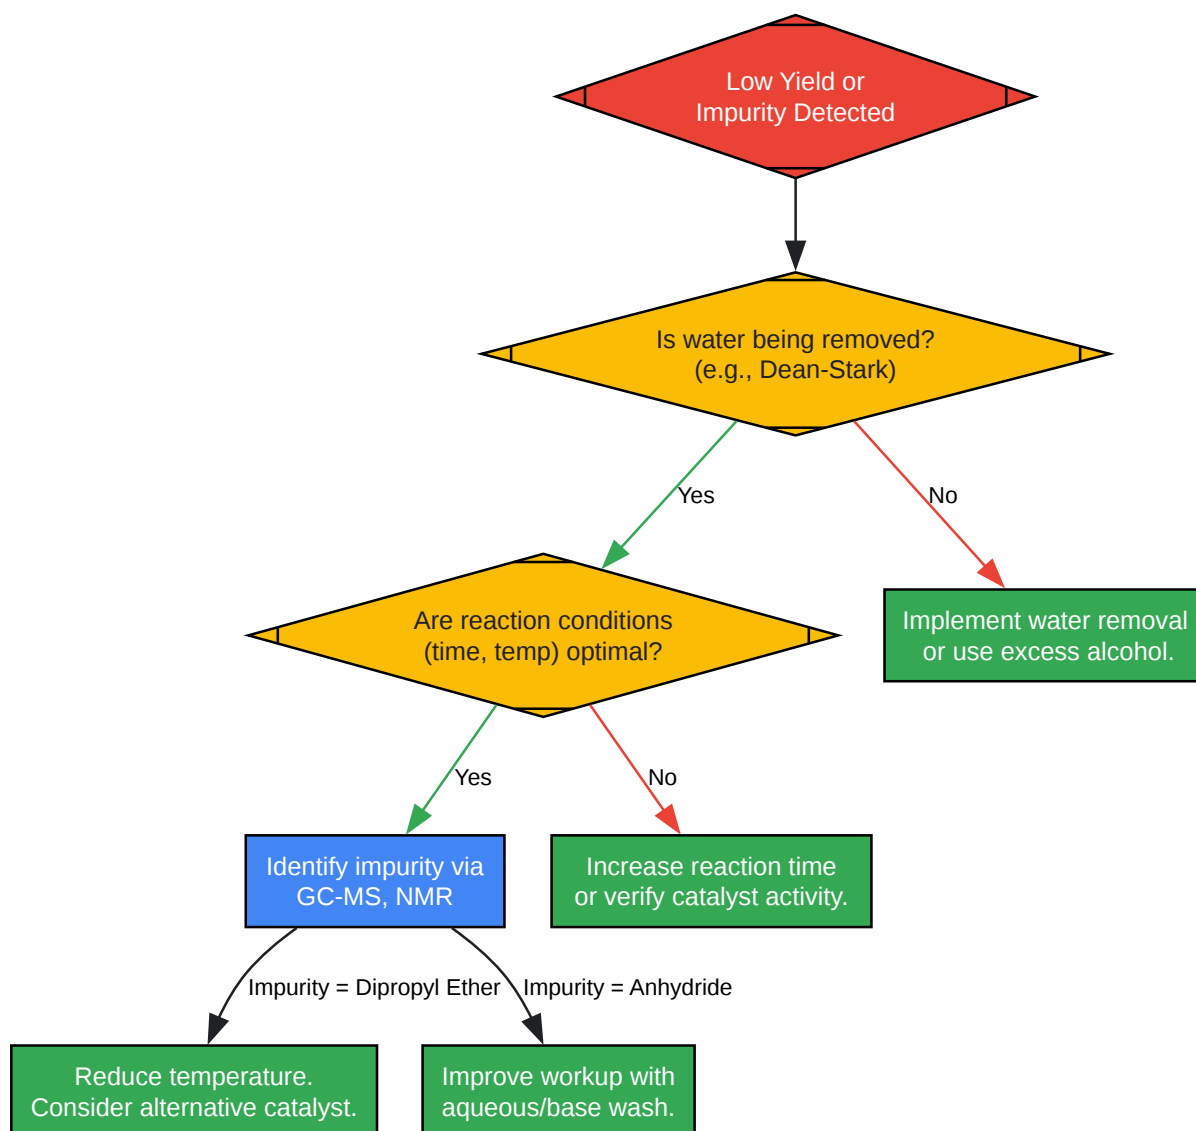 Low Yield or
Impurity Detected
Is water being removed?
(e.g., Dean-Stark)
Yes
No
Are reaction conditions
(time, temp) optimal?
Implement water removal
or use excess alcohol.
Yes
No
Identify impurity via
GC-MS, NMR
Increase reaction time
or verify catalyst activity.
Impurity = Dipropyl Ether
Impurity = Anhydride
Reduce temperature.
Consider alternative catalyst.
Improve workup with
aqueous/base wash.